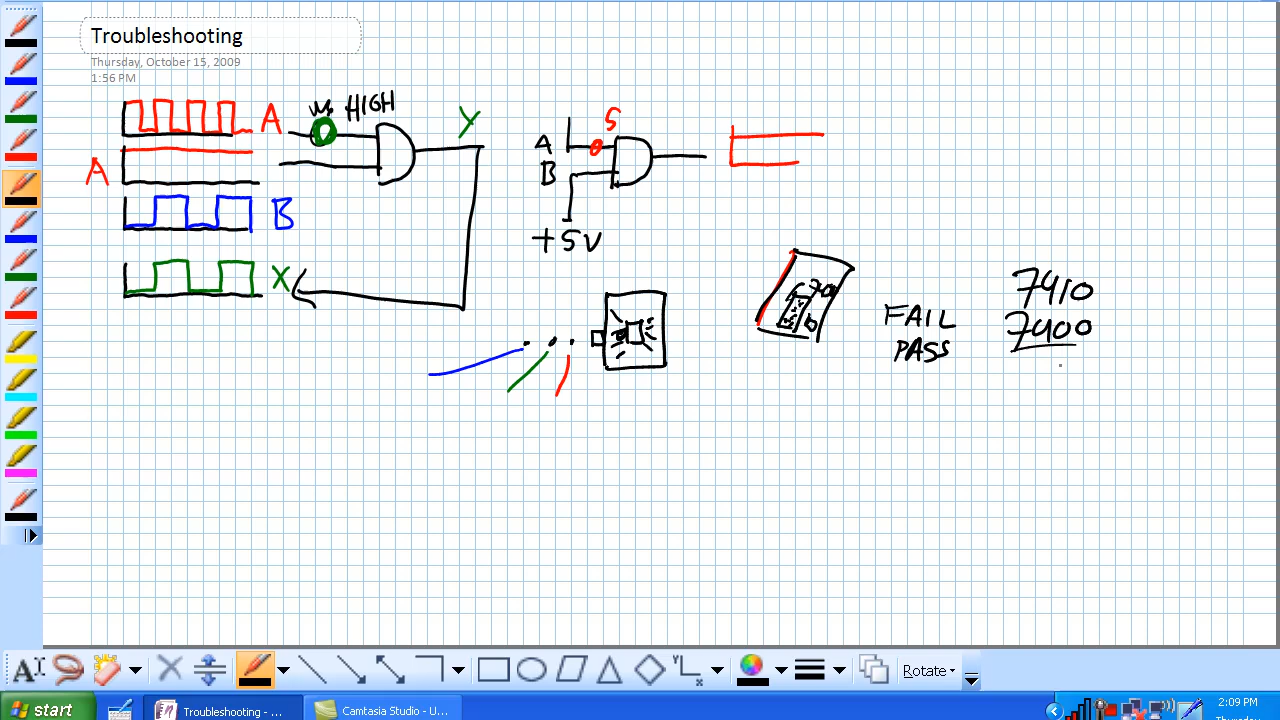 Troubleshooting
Thursday, October 15, 2009
1:56 PM
A
HIGH
Y
A
B
X
S
A
B
+5V
FAIL
PASS
7410
7400
Rotate
start
Troubleshooting - ...
Camtasia Studio - U...
2:09 PM
Thursday